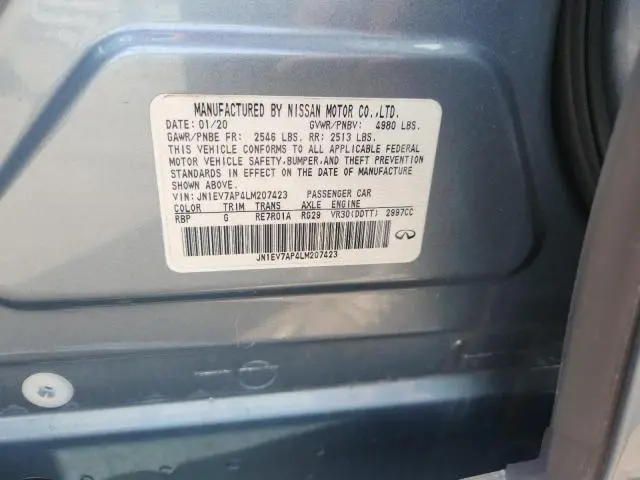 MANUFACTURED BY NISSAN MOTOR CO.,LTD.
DATE: 01/20 GVWR/PNBV: 4980 LBS.
GAWR/PNBE FR: 2546 LBS. RR: 2513 LBS.
THIS VEHICLE CONFORMS TO ALL APPLICABLE FEDERAL
MOTOR VEHICLE SAFETY,BUMPER,AND THEFT PREVENTION
STANDARDS IN EFFECT ON THE DATE OF MANUFACTURE
SHOWN ABOVE.
VIN: JN1EV7AP4LM207423 PASSENGER CAR
COLOR TRIM TRANS AXLE ENGINE
RBP G RE7R01A RG29 VR30(DDTT) 2997CC
JN1EV7AP4LM207423